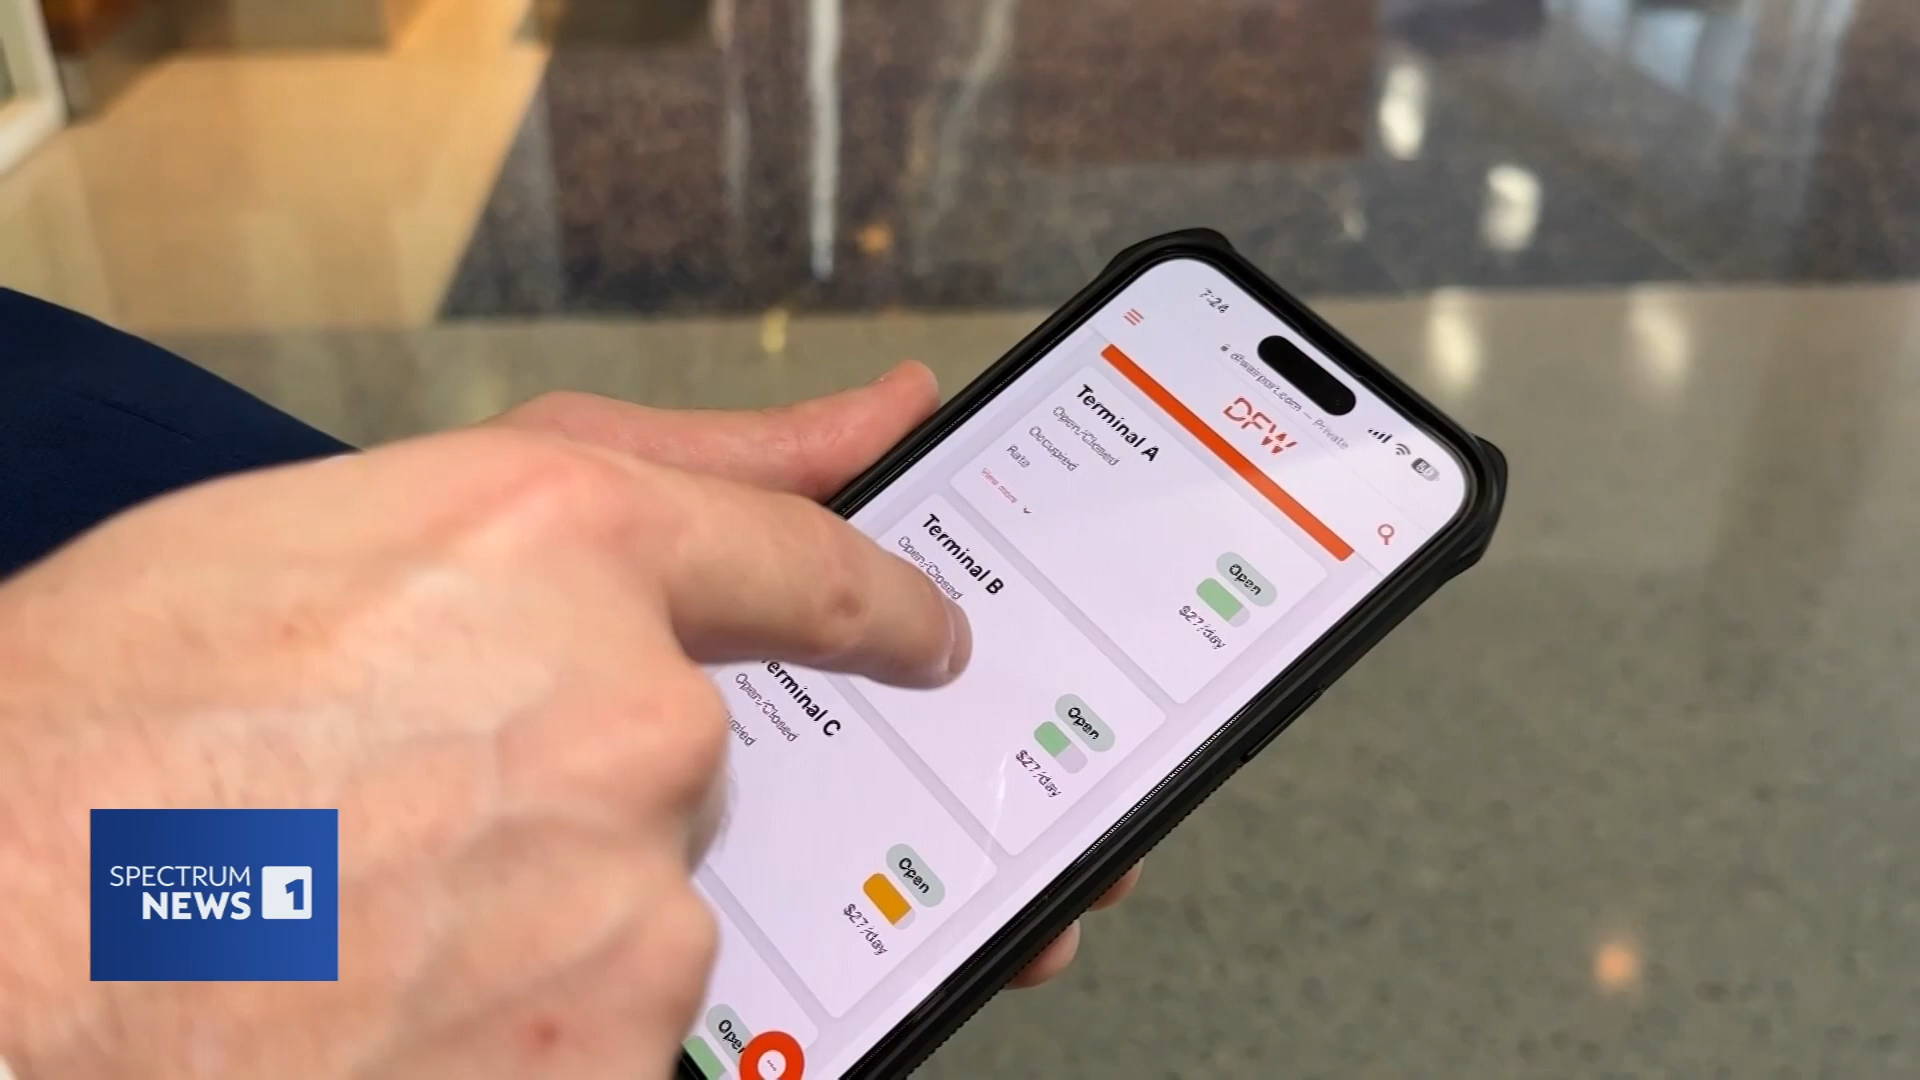 7:24
dfwairport.com — Private
DFW
Terminal A
Open/Closed
Open
Occupied
Rate
$27/day
View more
Terminal B
Open/Closed
Open
$27/day
Terminal C
Open/Closed
Open
$27/day
Open
SPECTRUM
NEWS 1